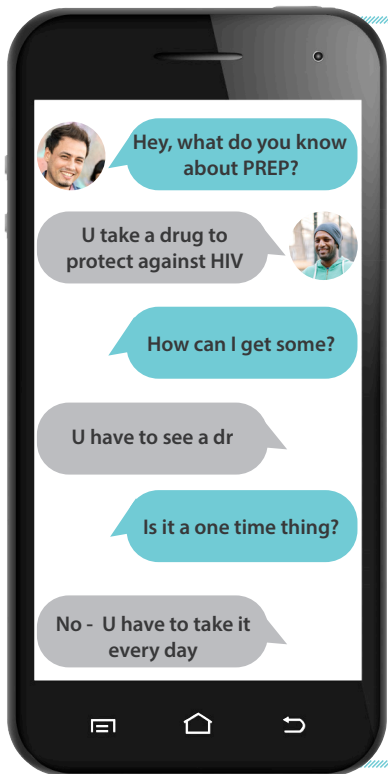 Hey, what do you know
about PREP?
U take a drug to
protect against HIV
How can I get some?
U have to see a dr
Is it a one time thing?
No - U have to take it
every day